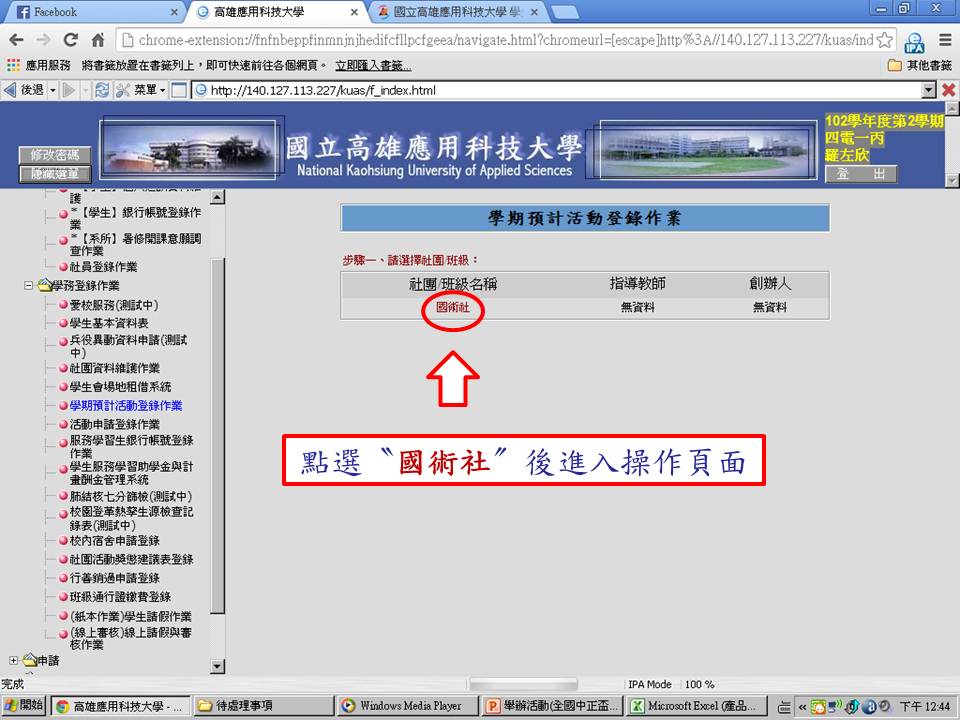 Facebook
高雄應用科技大學
國立高雄應用科技大學 學
chrome-extension://fnfnbeppfinmnjnjhedifcfllpcfgeea/navigate.html?chromeurl=[escape]http%3A//140.127.113.227/kuas/ind
IPA
應用服務
將書籤放置在書籤列上，即可快速前往各個網頁。
立即匯入書籤...
其他書籤
後退
菜單
http://140.127.113.227/kuas/f_index.html
修改密碼
隱藏選單
國立高雄應用科技大學
National Kaohsiung University of Applied Sciences
102學年度第2學期
四電一丙
羅左欣
登 出
護
*【學生】銀行帳號登錄作
業
*【系所】暑修開課意願調
查作業
社員登錄作業
學務登錄作業
愛校服務(測試中)
學生基本資料表
兵役異動資料申請(測試
中)
社團資料維護作業
學生會場地租借系統
學期預計活動登錄作業
活動申請登錄作業
服務學習生銀行帳號登錄
作業
學生服務學習助學金與計
畫酬金管理系統
肺結核七分篩檢(測試中)
校園登革熱孳生源檢查記
錄表(測試中)
校內宿舍申請登錄
社團活動獎懲建議表登錄
行善銷過申請登錄
班級通行證繳費登錄
(紙本作業)學生請假作業
(線上審核)線上請假與審
核作業
申請
學期預計活動登錄作業
步驟一、請選擇社團/班級：
社團/班級名稱 指導教師 創辦人
國術社 無資料 無資料
點選〝國術社〞後進入操作頁面
完成
IPA Mode
100 %
開始
高雄應用科技大學 - ...
待處理事項
Windows Media Player
舉辦活動(全國中正盃...
Microsoft Excel (產品...
下午 12:44